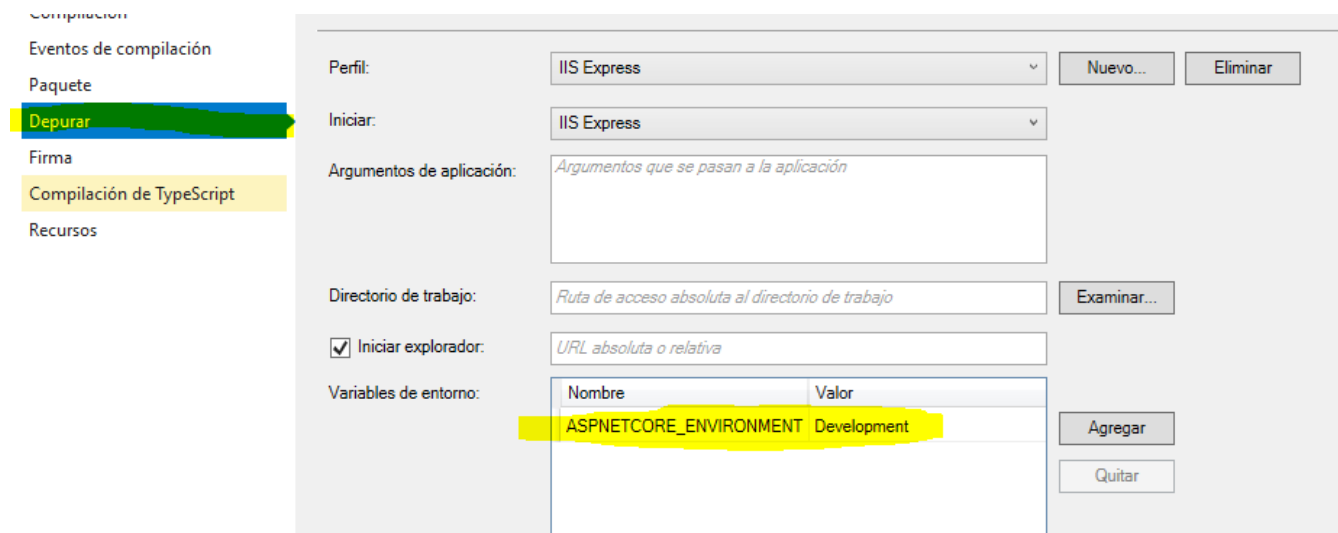 Compilación
Eventos de compilación
Paquete
Depurar
Firma
Compilación de TypeScript
Recursos
Perfil: IIS Express Nuevo... Eliminar
Iniciar: IIS Express
Argumentos de aplicación: Argumentos que se pasan a la aplicación
Directorio de trabajo: Ruta de acceso absoluta al directorio de trabajo Examinar...
Iniciar explorador: URL absoluta o relativa
Variables de entorno: Nombre Valor
ASPNETCORE_ENVIRONMENT Development Agregar
Quitar